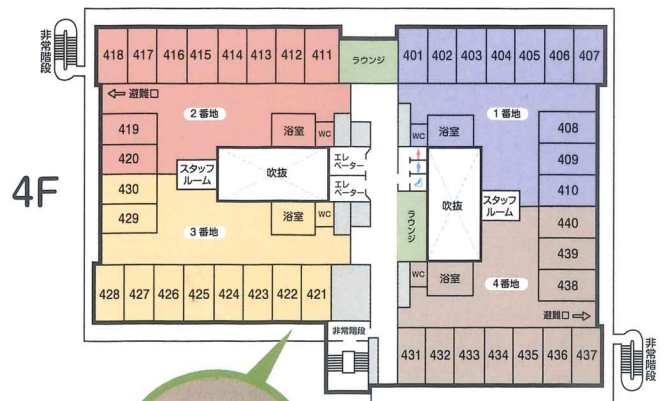 4F
非常階段
418 417 416 415 414 413 412 411
ラウンジ
401 402 403 404 405 406 407
避難口
2番地
1番地
419
420
浴室
WC
WC
浴室
408
409
410
スタッフ
ルーム
吹抜
エレ
ベーター
エレ
ベーター
吹抜
スタッフ
ルーム
430
429
浴室
WC
ラウンジ
3番地
440
439
438
WC
浴室
4番地
避難口
428 427 426 425 424 423 422 421
非常階段
431 432 433 434 435 436 437
非常階段